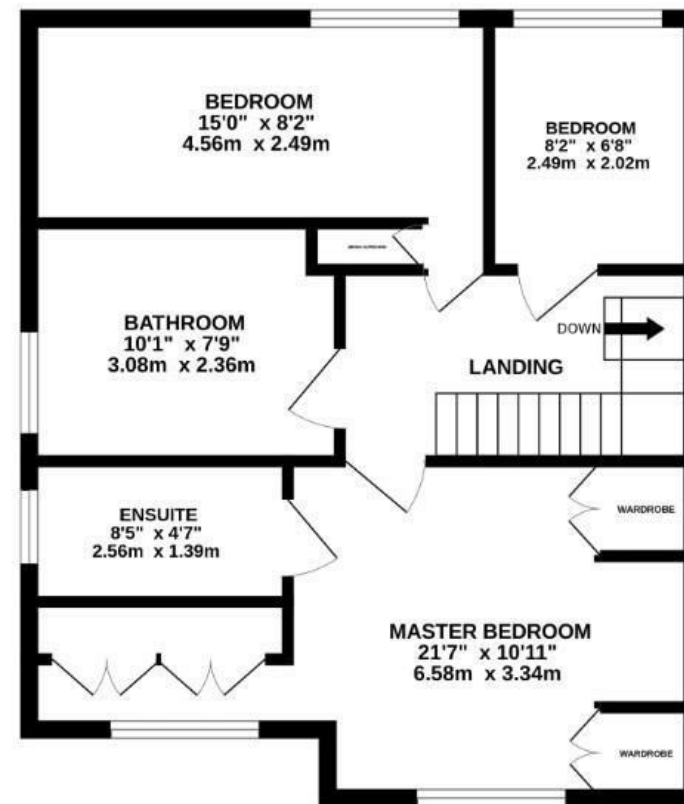 BEDROOM
15'0" x 8'2"
4.56m x 2.49m
BEDROOM
8'2" x 6'8"
2.49m x 2.02m
BATHROOM
10'1" x 7'9"
3.08m x 2.36m
DOWN
LANDING
ENSUITE
8'5" x 4'7"
2.56m x 1.39m
WARDROBE
MASTER BEDROOM
21'7" x 10'11"
6.58m x 3.34m
WARDROBE